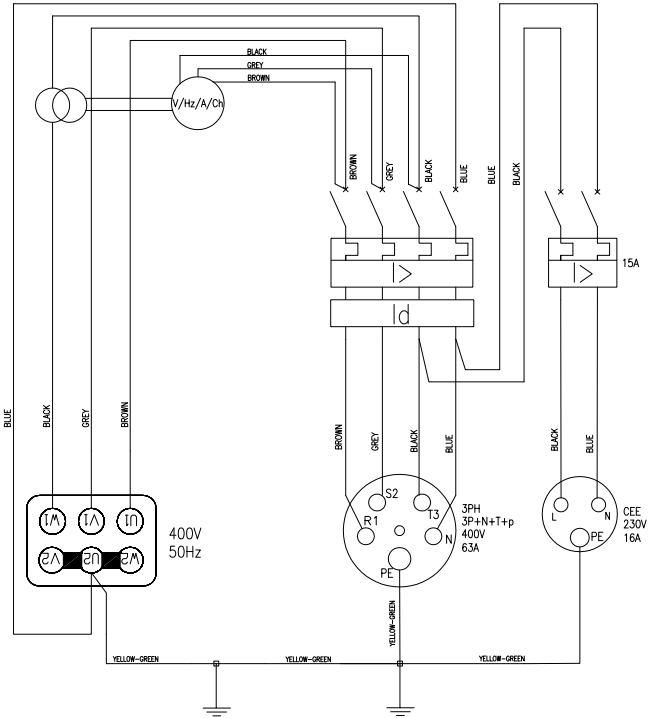 BLACK
GREY
BROWN
V/Hz/A/Ch
BROWN
GREY
BLACK
BLUE
BLUE
BLACK
I>
I>
15A
Id
BLUE
BLACK
GREY
BROWN
BROWN
GREY
BLACK
BLUE
BLACK
BLUE
W1
V1
U1
V2
U2
W2
400V
50Hz
S2
R1
T3
N
PE
3PH
3P+N+T+p
400V
63A
L
N
PE
CEE
230V
16A
YELLOW-GREEN
YELLOW-GREEN
YELLOW-GREEN
YELLOW-GREEN